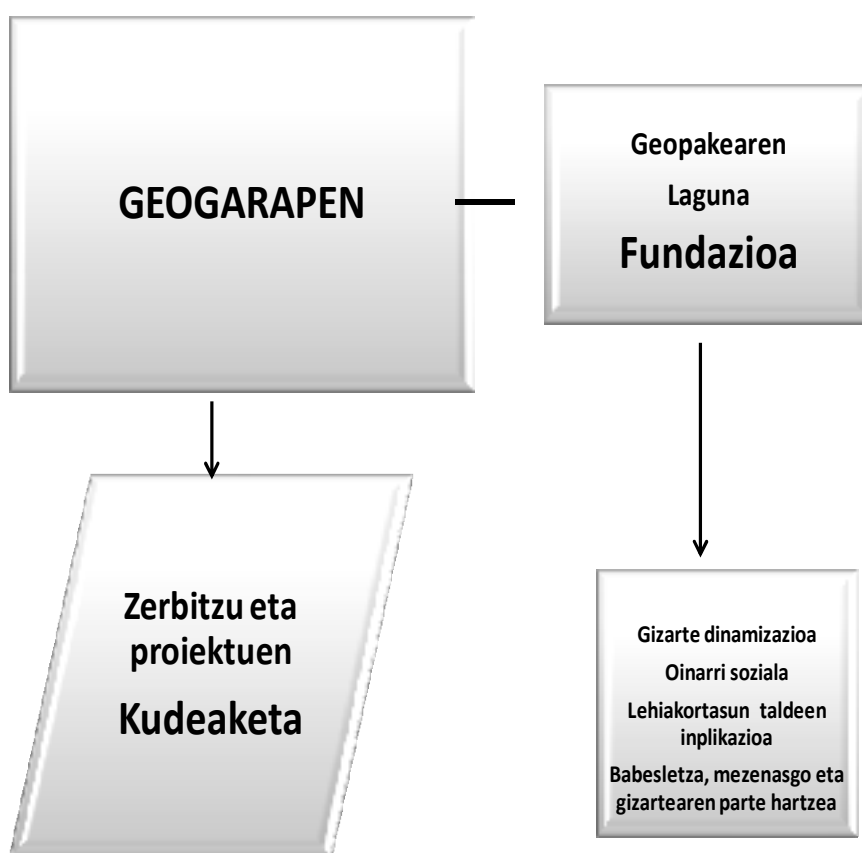 GEOGARAPEN
Geopakearen
Laguna
Fundazioa
Zerbitzu eta
proiektuen
Kudeaketa
Gizarte dinamizazioa
Oinarri soziala
Lehiakortasun taldeen
inplikazioa
Babesletza, mezenasgo eta
gizartearen parte hartzea